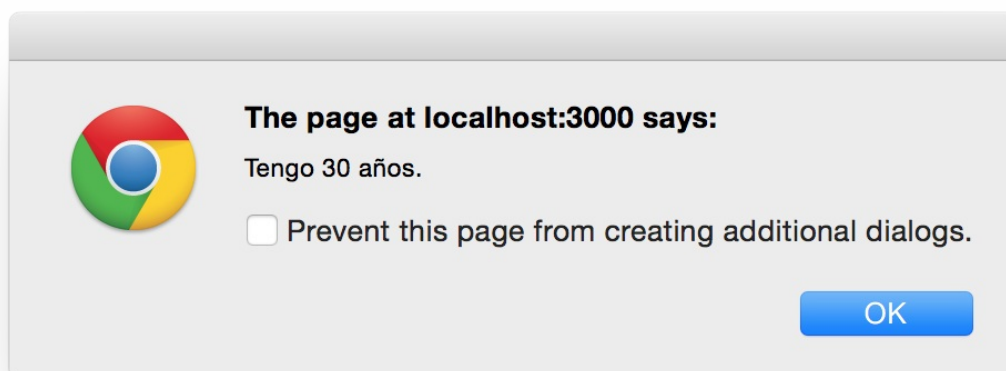 The page at localhost:3000 says:
Tengo 30 años.
Prevent this page from creating additional dialogs.
OK